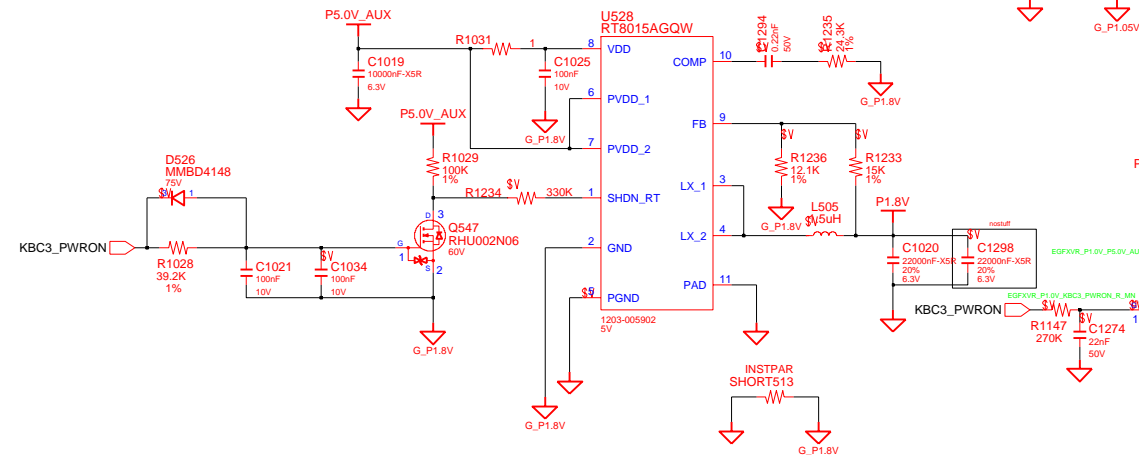 P5.0V_AUX
R1031
1
C1019
10000nF-X5R
6.3V
C1025
100nF
10V
G_P1.8V
U528
RT8015AGQW
8
VDD
6
PVDD_1
7
PVDD_2
1
SHDN_RT
2
GND
PGND
COMP
10
FB
9
LX_1
3
LX_2
4
PAD
11
1203-005902
5V
C1294
0.22nF
50V
$V
R1235
24.3K
1%
$V
G_P1.8V
G_P1.05V
P5.0V_AUX
R1029
100K
1%
R1234
$V
330K
D526
MMBD4148
75V
1
KBC3_PWRON
R1028
39.2K
1%
C1021
100nF
10V
$V
C1034
100nF
10V
D
3
G
1
S
2
Q547
RHU002N06
60V
G_P1.8V
G_P1.8V
$V
R1236
12.1K
1%
G_P1.8V
$V
R1233
15K
1%
L505
$V
P1.8V
C1020
22000nF-X5R
20%
6.3V
nostuff
$V
C1298
22000nF-X5R
20%
6.3V
EGFXVR_P1.0V_P5.0V_AU
EGFXVR_P1.0V_KBC3_PWRON_R_MN
KBC3_PWRON
$V
R1147
270K
$V
C1274
22nF
50V
1
INSTPAR
SHORT513
G_P1.8V